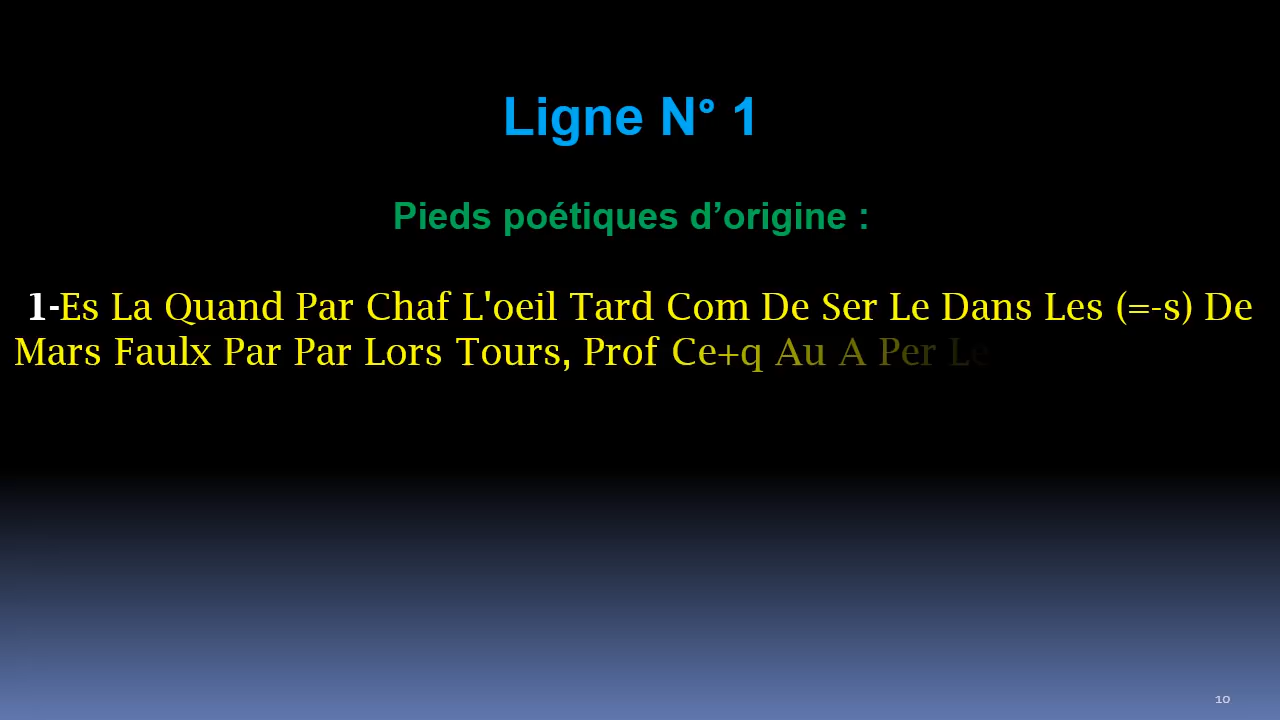 Ligne N° 1
Pieds poétiques d’origine :
1-Es La Quand Par Chaf L'oeil Tard Com De Ser Le Dans Les (=-s) De
Mars Faulx Par Par Lors Tours, Prof Ce+q Au A Per Le
10